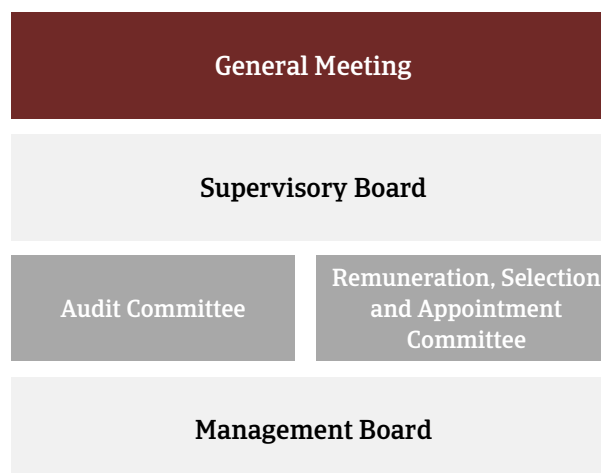 General Meeting
Supervisory Board
Audit Committee
Remuneration, Selection
and Appointment
Committee
Management Board